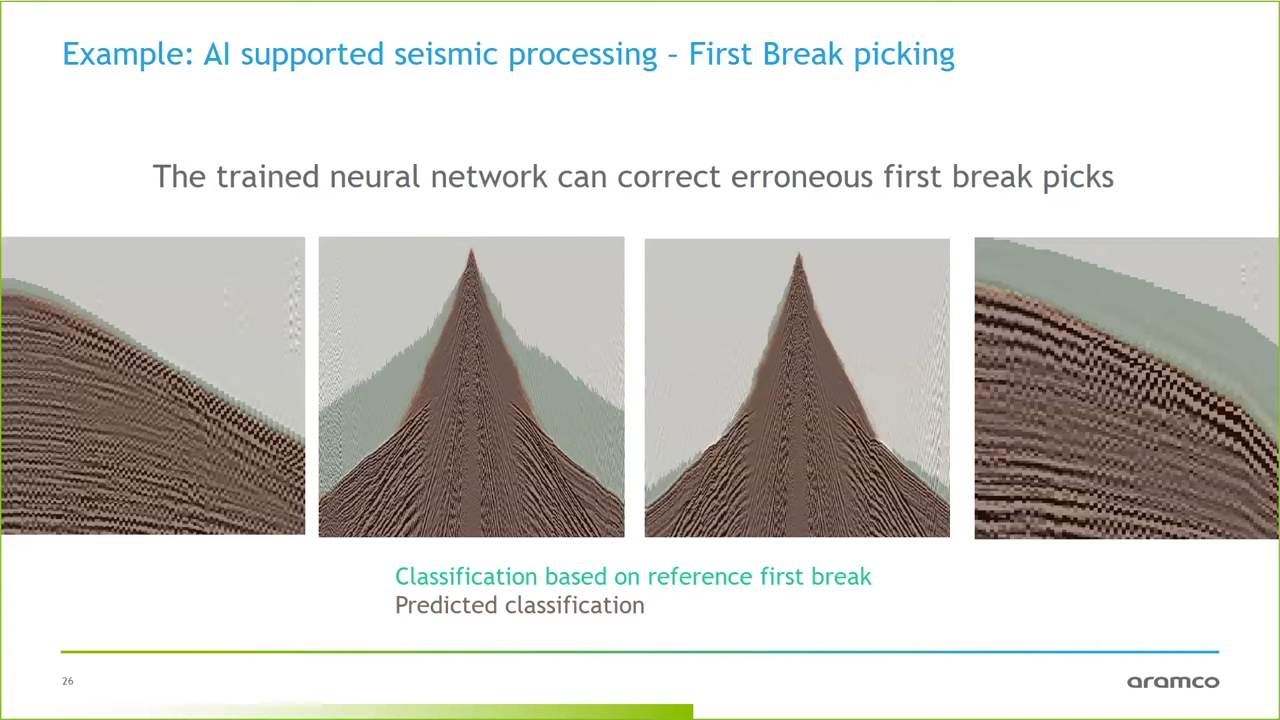 Example: AI supported seismic processing – First Break picking
The trained neural network can correct erroneous first break picks
Classification based on reference first break
Predicted classification
26
aramco